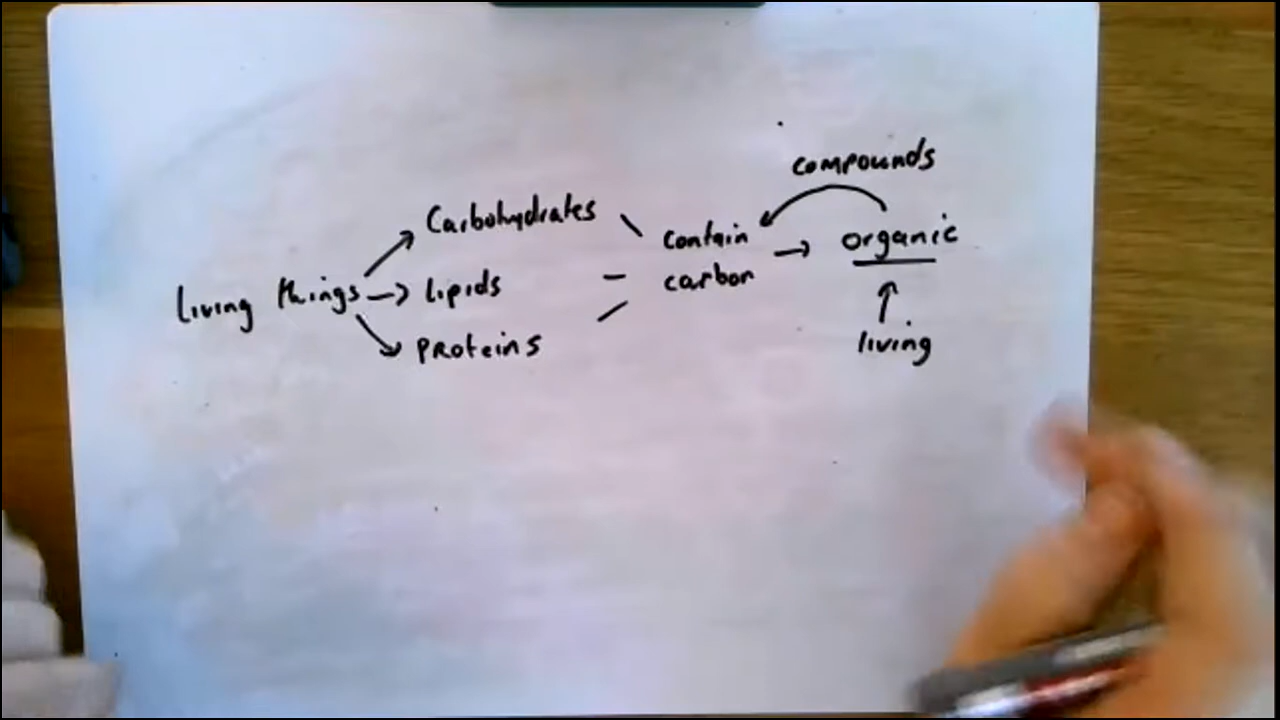 compounds
Carbohydrates
contain
carbon
organic
living things
lipids
proteins
living